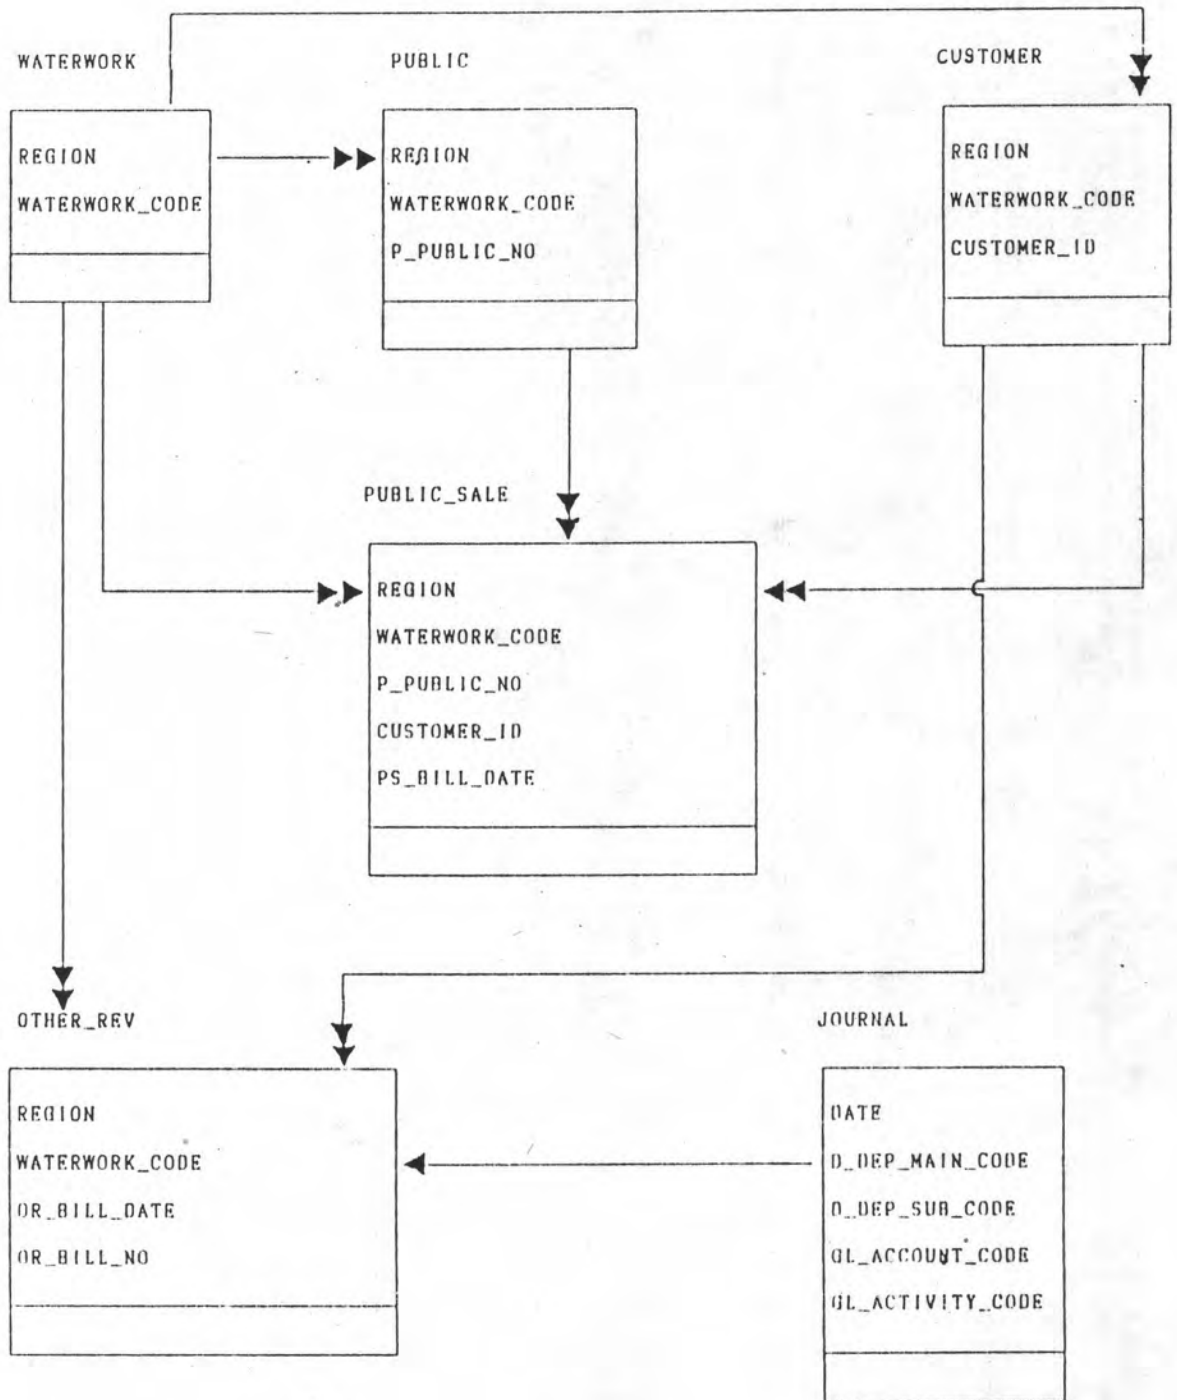 WATERWORK
REGION
WATERWORK_CODE
PUBLIC
REGION
WATERWORK_CODE
P_PUBLIC_NO
CUSTOMER
REGION
WATERWORK_CODE
CUSTOMER_ID
PUBLIC_SALE
REGION
WATERWORK_CODE
P_PUBLIC_NO
CUSTOMER_ID
PS_BILL_DATE
OTHER_REV
REGION
WATERWORK_CODE
OR_BILL_DATE
OR_BILL_NO
JOURNAL
DATE
D_DEP_MAIN_CODE
D_DEP_SUB_CODE
GL_ACCOUNT_CODE
GL_ACTIVITY_CODE